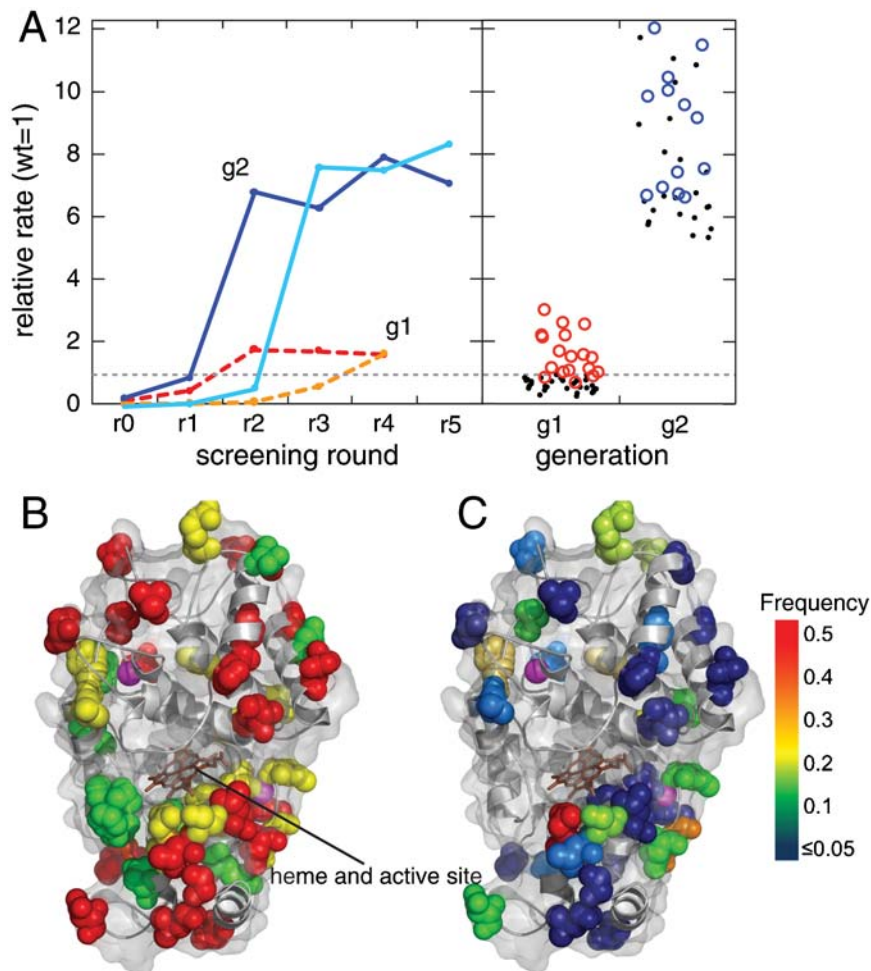 A
relative rate (wt=1)
12
10
8
6
4
2
0
g2
g1
r0 r1 r2 r3 r4 r5
screening round
g1 g2
generation
B
heme and active site
C
Frequency
0.5
0.4
0.3
0.2
0.1
≤0.05